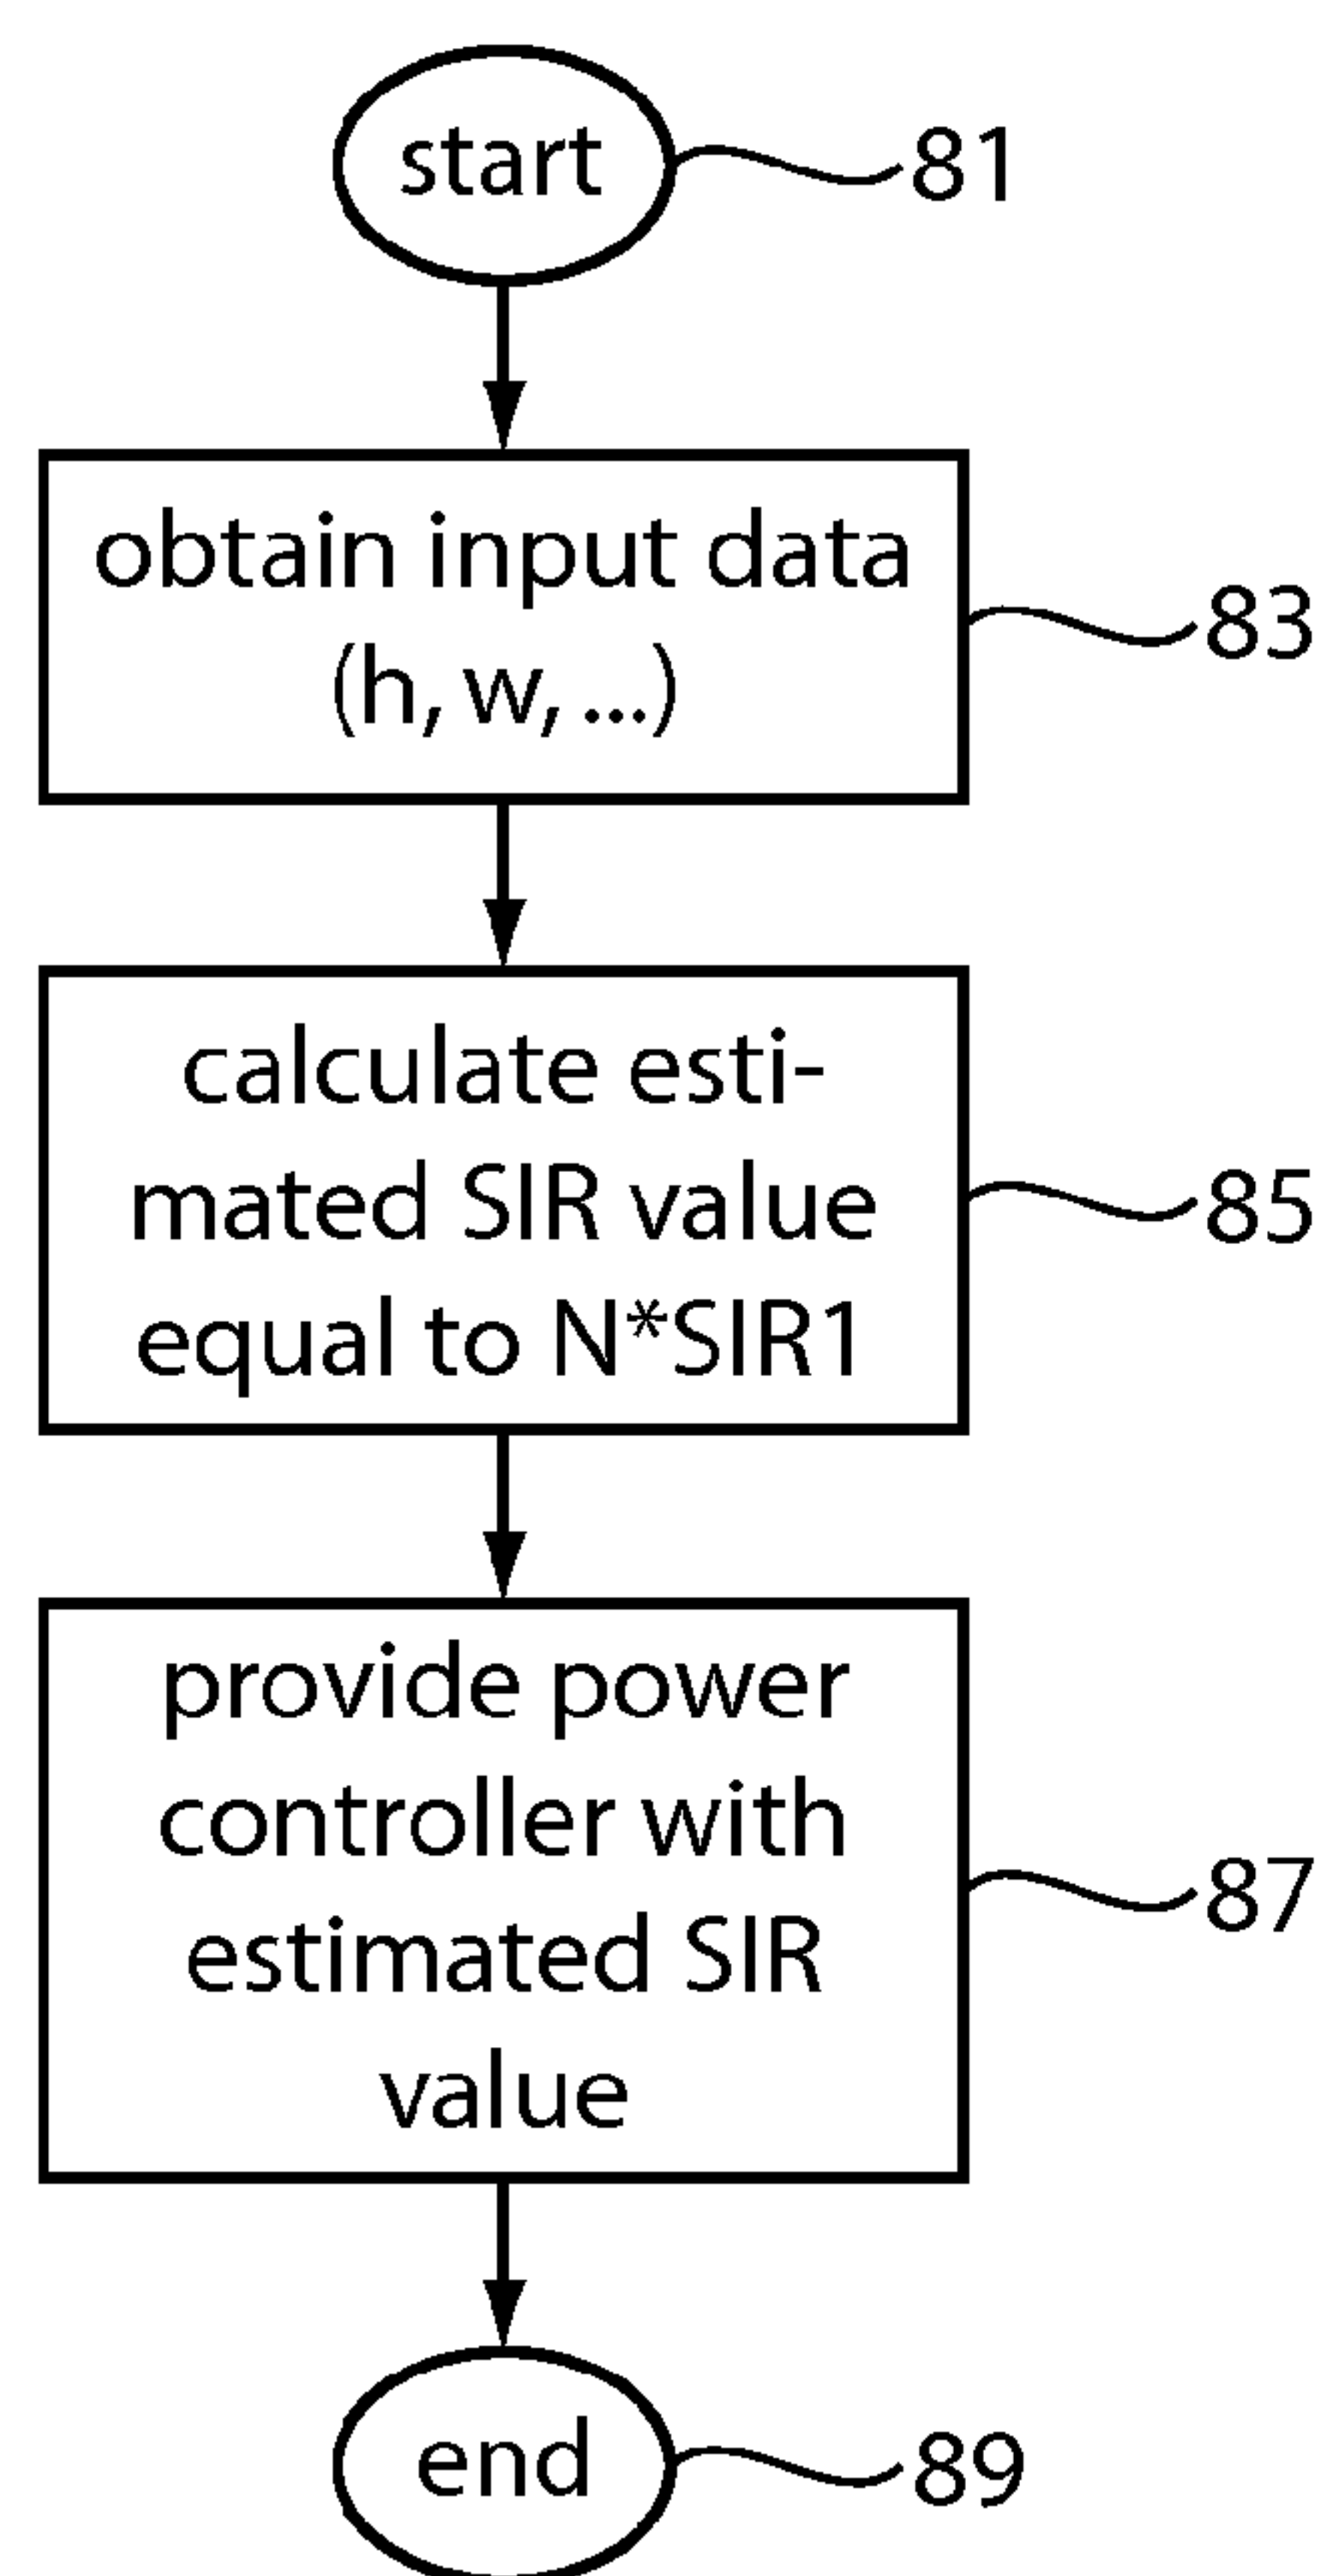 start
81
obtain input data
(h, w, ...)
83
calculate esti-
mated SIR value
equal to N*SIR1
85
provide power
controller with
estimated SIR
value
87
end
89